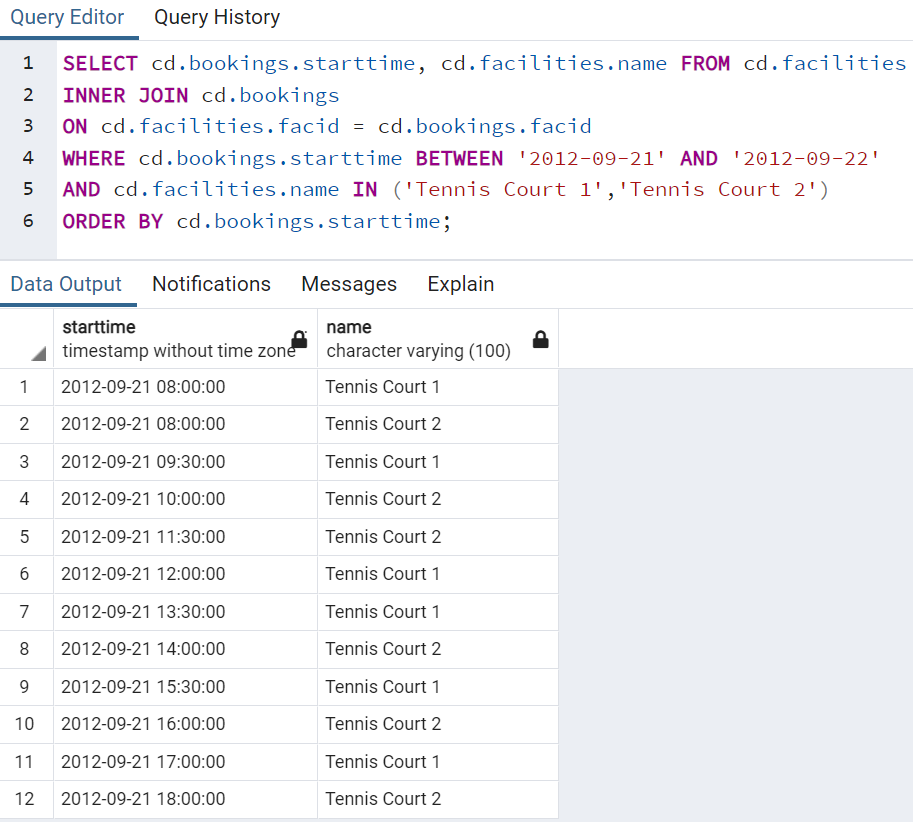 Query Editor Query History
1 SELECT cd.bookings.starttime, cd.facilities.name FROM cd.facilities
2 INNER JOIN cd.bookings
3 ON cd.facilities.facid = cd.bookings.facid
4 WHERE cd.bookings.starttime BETWEEN '2012-09-21' AND '2012-09-22'
5 AND cd.facilities.name IN ('Tennis Court 1','Tennis Court 2')
6 ORDER BY cd.bookings.starttime;
Data Output Notifications Messages Explain
starttime name
timestamp without time zone character varying (100)
1 2012-09-21 08:00:00 Tennis Court 1
2 2012-09-21 08:00:00 Tennis Court 2
3 2012-09-21 09:30:00 Tennis Court 1
4 2012-09-21 10:00:00 Tennis Court 2
5 2012-09-21 11:30:00 Tennis Court 2
6 2012-09-21 12:00:00 Tennis Court 1
7 2012-09-21 13:30:00 Tennis Court 1
8 2012-09-21 14:00:00 Tennis Court 2
9 2012-09-21 15:30:00 Tennis Court 1
10 2012-09-21 16:00:00 Tennis Court 2
11 2012-09-21 17:00:00 Tennis Court 1
12 2012-09-21 18:00:00 Tennis Court 2